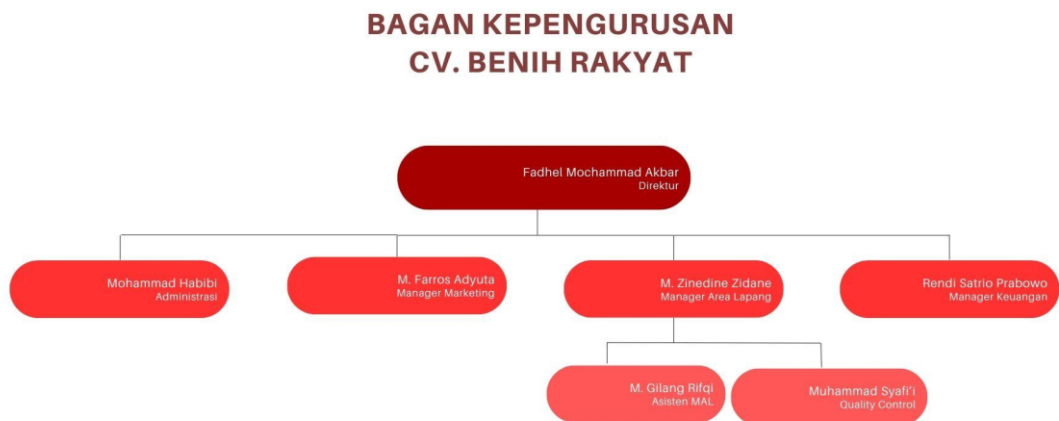 BAGAN KEPENGURUSAN
CV. BENIH RAKYAT
Fadhel Mochammad Akbar
Direktur
Mohammad Habibi
Administrasi
M. Farros Adyuta
Manager Marketing
M. Zinedine Zidane
Manager Area Lapang
Rendi Satrio Prabowo
Manager Keuangan
M. Gilang Rifqi
Asisten MAL
Muhammad Syafi'i
Quality Control